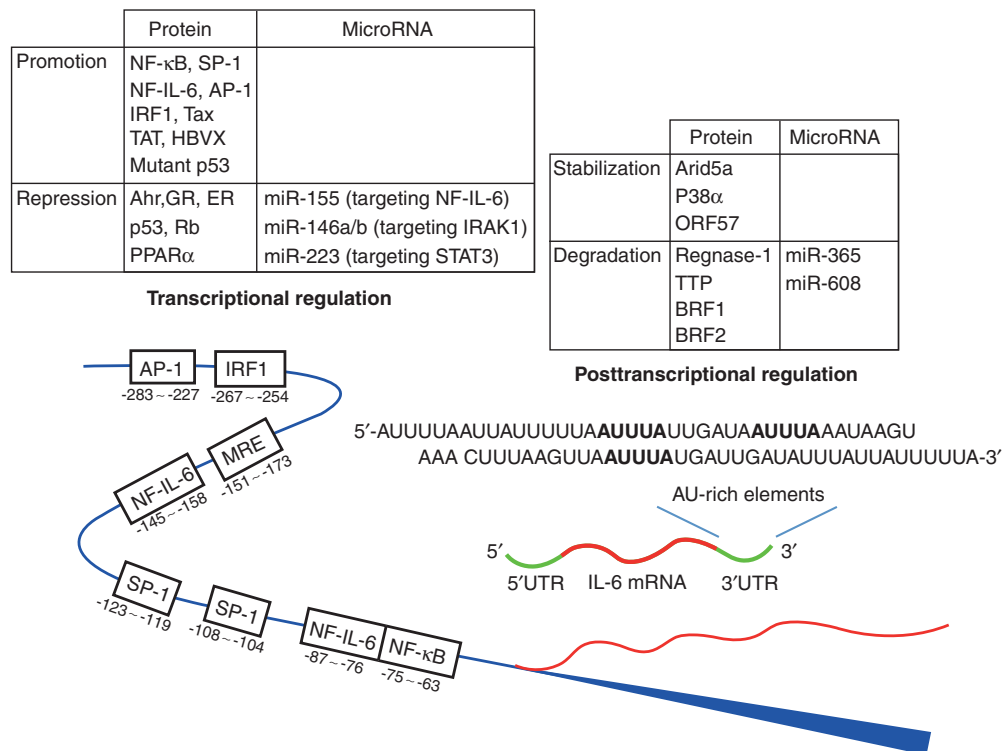 Protein MicroRNA
Promotion NF-κB, SP-1
NF-IL-6, AP-1
IRF1, Tax
TAT, HBVX
Mutant p53
Repression Ahr,GR, ER miR-155 (targeting NF-IL-6)
p53, Rb miR-146a/b (targeting IRAK1)
PPARα miR-223 (targeting STAT3)
Transcriptional regulation
Protein MicroRNA
Stabilization Arid5a
P38α
ORF57
Degradation Regnase-1 miR-365
TTP miR-608
BRF1
BRF2
Posttranscriptional regulation
AP-1 IRF1
-283~-227 -267~-254
MRE
-151~-173
NF-IL-6
-145~-158
SP-1
-123~-119
SP-1
-108~-104
NF-IL-6 NF-κB
-87~-76 -75~-63
5′-AUUUUAAUUAUUUUUAAUUUAUUGAUAAUUUAAAUAAGU
AAA CUUUAAGUUAAUUUAUGAUUGAUAUUUAUUAUUUUUA-3′
AU-rich elements
5′ 3′
5′UTR IL-6 mRNA 3′UTR